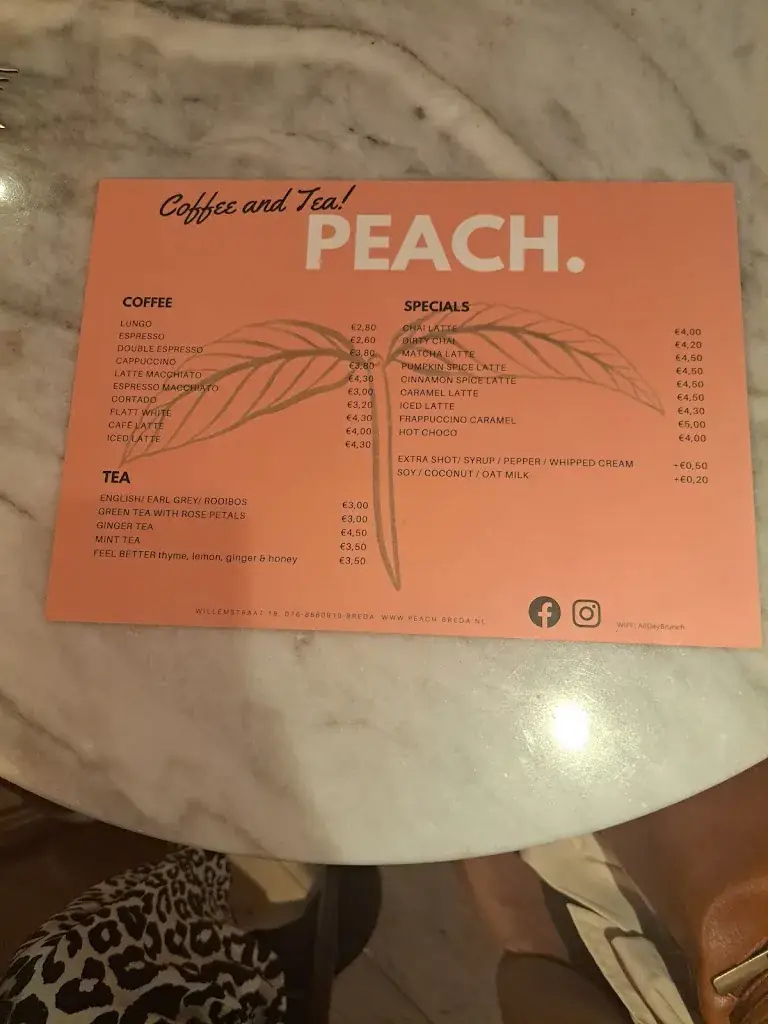 Coffee and Tea!
PEACH.
COFFEE
LUNGO €2,80
ESPRESSO €2,60
DOUBLE ESPRESSO €3,80
CAPPUCCINO €3,80
LATTE MACCHIATO €4,30
ESPRESSO MACCHIATO €3,00
CORTADO €3,20
FLATT WHITE €4,30
CAFÉ LATTE €4,00
ICED LATTE €4,30
TEA
ENGLISH/ EARL GREY/ ROOIBOS €3,00
GREEN TEA WITH ROSE PETALS €3,00
GINGER TEA €4,50
MINT TEA €3,50
FEEL BETTER thyme, lemon, ginger & honey €3,50
SPECIALS
CHAI LATTE €4,00
DIRTY CHAI €4,20
MATCHA LATTE €4,50
PUMPKIN SPICE LATTE €4,50
CINNAMON SPICE LATTE €4,50
CARAMEL LATTE €4,50
ICED LATTE €4,30
FRAPPUCCINO CARAMEL €5,00
HOT CHOCO €4,00
EXTRA SHOT/ SYRUP / PEPPER / WHIPPED CREAM +€0,50
SOY / COCONUT / OAT MILK +€0,20
WILLEMSTRAAT BREDA WWW.PEACH-BREDA.NL
WIFI: AllDayBrunch